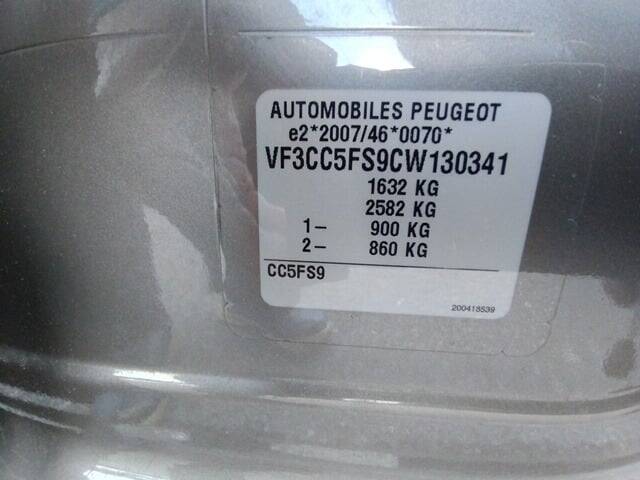 AUTOMOBILES PEUGEOT
e2*2007/46*0070*
VF3CC5FS9CW130341
1632 KG
2582 KG
1- 900 KG
2- 860 KG
CC5FS9
200418539